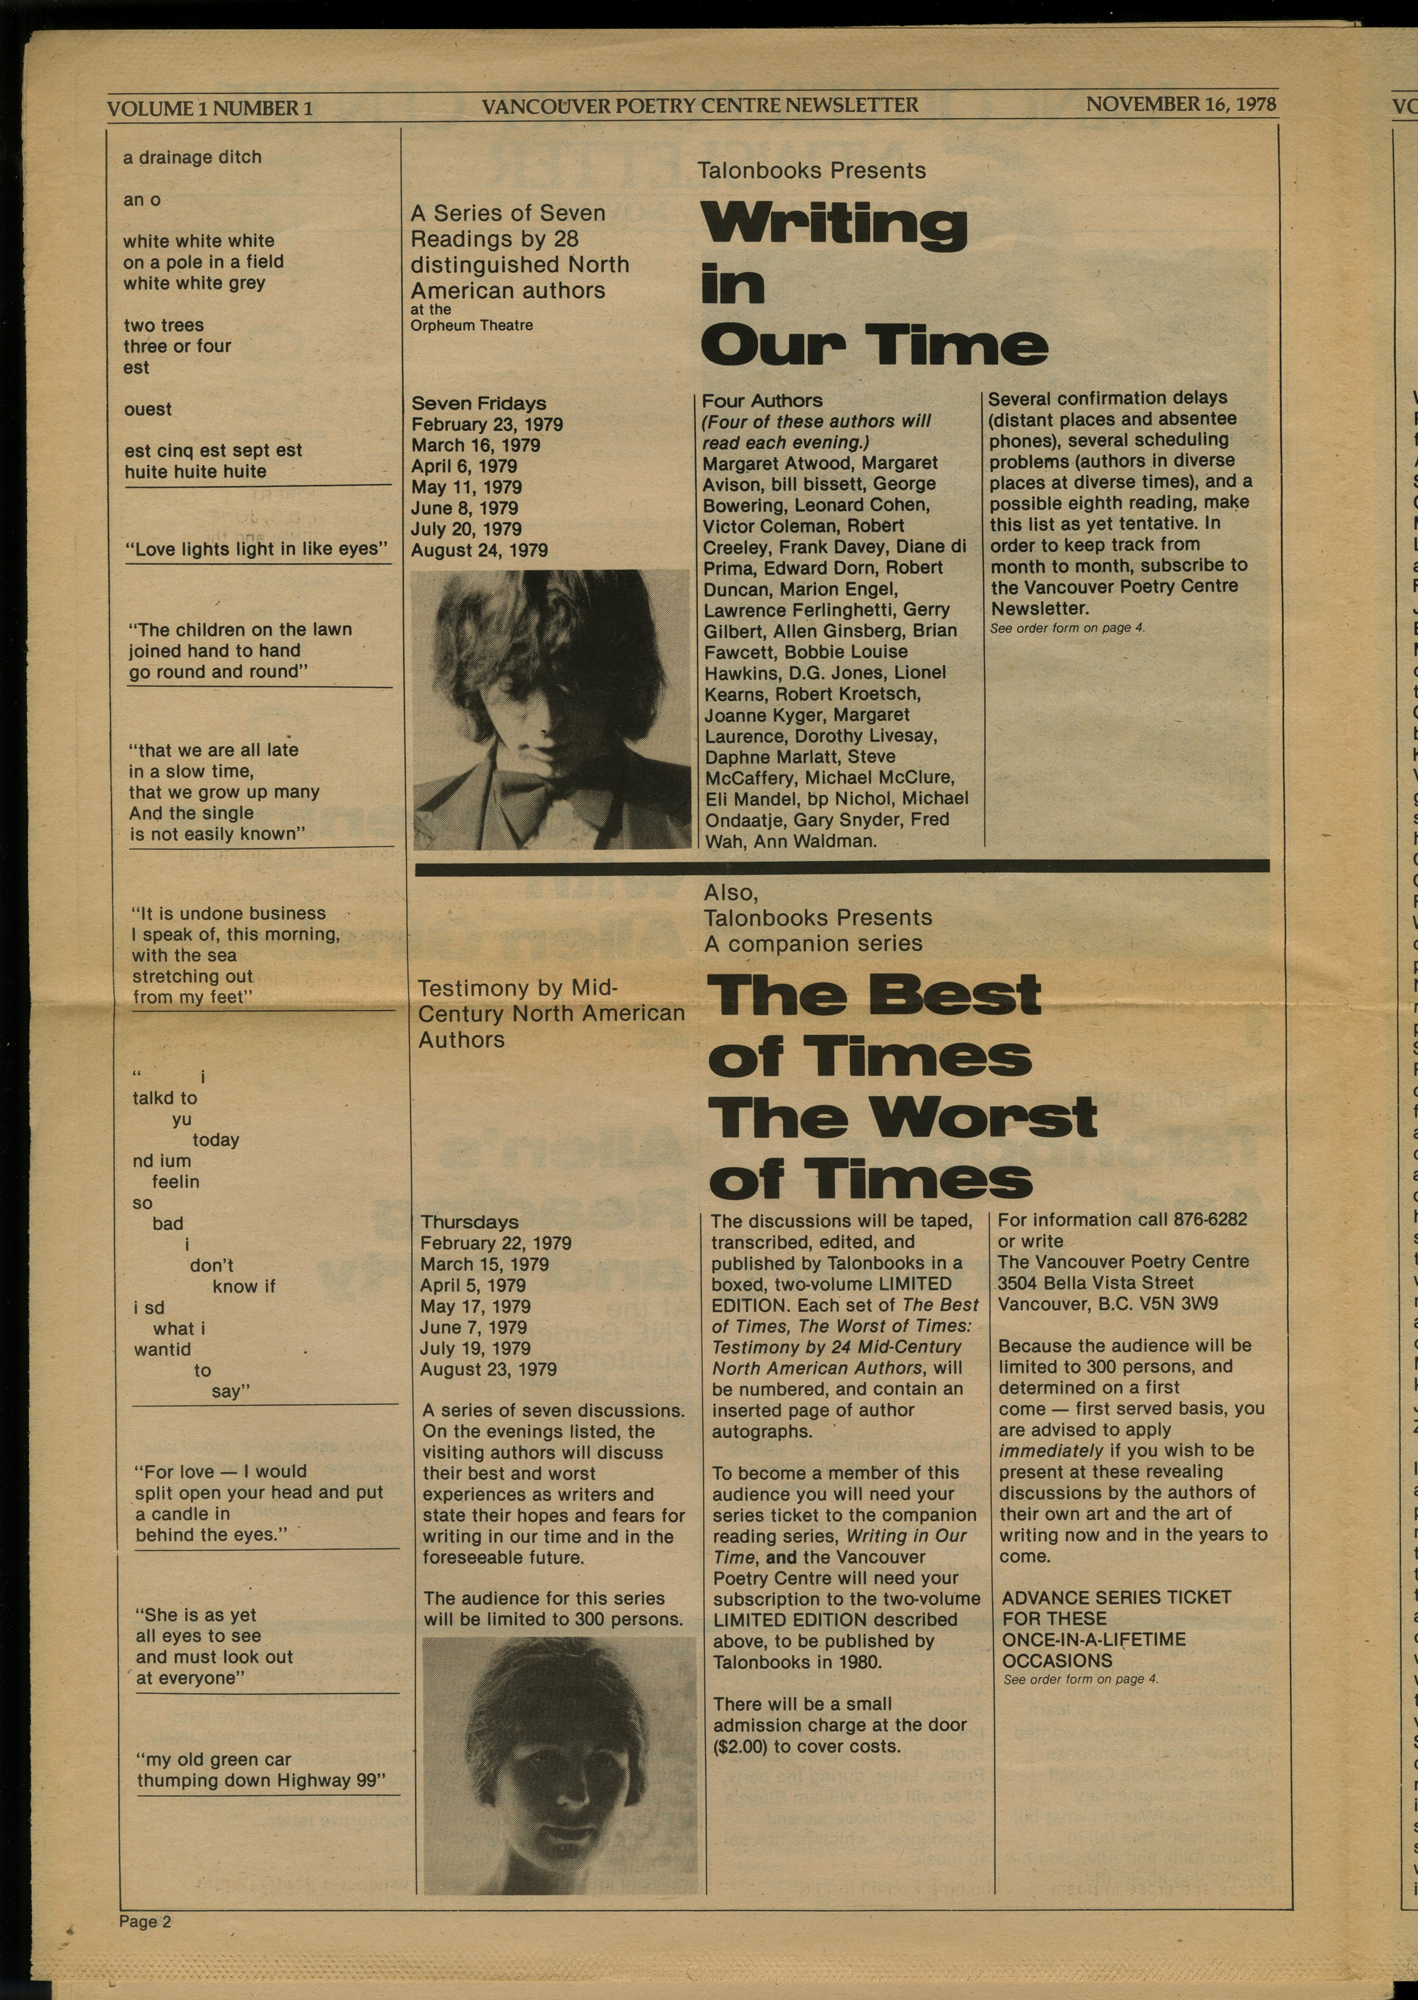 VOLUME 1 NUMBER 1
VANCOUVER POETRY CENTRE NEWSLETTER
NOVEMBER 16, 1978
a drainage ditch
an o
white white white
on a pole in a field
white white grey
two trees
three or four
est
ouest
est cinq est sept est
huite huite huite
“Love lights light in like eyes”
“The children on the lawn
joined hand to hand
go round and round”
“that we are all late
in a slow time,
that we grow up many
And the single
is not easily known”
“It is undone business
I speak of, this morning,
with the sea
stretching out
from my feet”
“ i
talkd to
yu
today
nd ium
feelin
so
bad
i
don't
know if
i sd
what i
wantid
to
say”
“For love — I would
split open your head and put
a candle in
behind the eyes.”
“She is as yet
all eyes to see
and must look out
at everyone”
“my old green car
thumping down Highway 99”
A Series of Seven
Readings by 28
distinguished North
American authors
at the
Orpheum Theatre
Talonbooks Presents
Writing
in
Our Time
Seven Fridays
February 23, 1979
March 16, 1979
April 6, 1979
May 11, 1979
June 8, 1979
July 20, 1979
August 24, 1979
Four Authors
(Four of these authors will
read each evening.)
Margaret Atwood, Margaret
Avison, bill bissett, George
Bowering, Leonard Cohen,
Victor Coleman, Robert
Creeley, Frank Davey, Diane di
Prima, Edward Dorn, Robert
Duncan, Marion Engel,
Lawrence Ferlinghetti, Gerry
Gilbert, Allen Ginsberg, Brian
Fawcett, Bobbie Louise
Hawkins, D.G. Jones, Lionel
Kearns, Robert Kroetsch,
Joanne Kyger, Margaret
Laurence, Dorothy Livesay,
Daphne Marlatt, Steve
McCaffery, Michael McClure,
Eli Mandel, bp Nichol, Michael
Ondaatje, Gary Snyder, Fred
Wah, Ann Waldman.
Several confirmation delays
(distant places and absentee
phones), several scheduling
problems (authors in diverse
places at diverse times), and a
possible eighth reading, make
this list as yet tentative. In
order to keep track from
month to month, subscribe to
the Vancouver Poetry Centre
Newsletter.
See order form on page 4.
Also,
Talonbooks Presents
A companion series
Testimony by Mid-
Century North American
Authors
The Best
of Times
The Worst
of Times
Thursdays
February 22, 1979
March 15, 1979
April 5, 1979
May 17, 1979
June 7, 1979
July 19, 1979
August 23, 1979
A series of seven discussions.
On the evenings listed, the
visiting authors will discuss
their best and worst
experiences as writers and
state their hopes and fears for
writing in our time and in the
foreseeable future.
The audience for this series
will be limited to 300 persons.
The discussions will be taped,
transcribed, edited, and
published by Talonbooks in a
boxed, two-volume LIMITED
EDITION. Each set of The Best
of Times, The Worst of Times:
Testimony by 24 Mid-Century
North American Authors, will
be numbered, and contain an
inserted page of author
autographs.
To become a member of this
audience you will need your
series ticket to the companion
reading series, Writing in Our
Time, and the Vancouver
Poetry Centre will need your
subscription to the two-volume
LIMITED EDITION described
above, to be published by
Talonbooks in 1980.
There will be a small
admission charge at the door
($2.00) to cover costs.
For information call 876-6282
or write
The Vancouver Poetry Centre
3504 Bella Vista Street
Vancouver, B.C. V5N 3W9
Because the audience will be
limited to 300 persons, and
determined on a first
come — first served basis, you
are advised to apply
immediately if you wish to be
present at these revealing
discussions by the authors of
their own art and the art of
writing now and in the years to
come.
ADVANCE SERIES TICKET
FOR THESE
ONCE-IN-A-LIFETIME
OCCASIONS
See order form on page 4.
Page 2